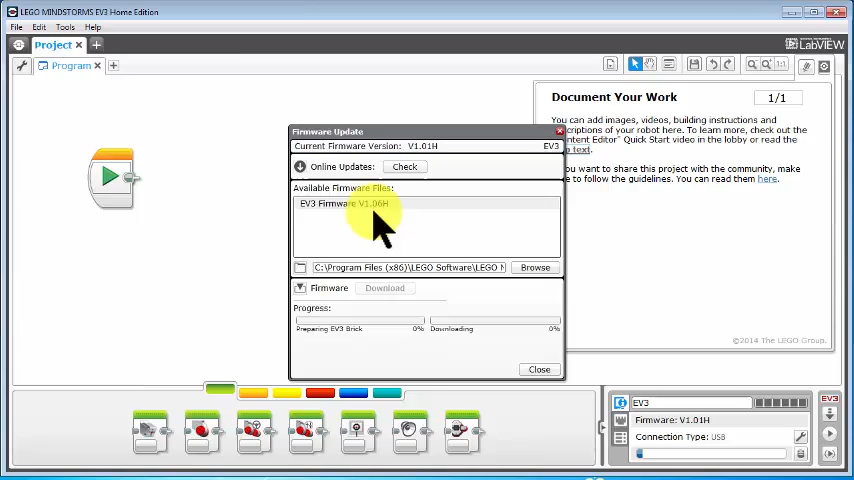 LEGO MINDSTORMS EV3 Home Edition
File Edit Tools Help
Project
LabVIEW
Program
1:1
Document Your Work
1/1
You can add images, videos, building instructions and
descriptions of your robot here. To learn more, check out the
ontent Editor" Quick Start video in the lobby or read the
text.
you want to share this project with the community, make
e to follow the guidelines. You can read them here.
Firmware Update
Current Firmware Version: V1.01H EV3
Online Updates: Check
Available Firmware Files:
EV3 Firmware V1.06H
C:\Program Files (x86)\LEGO Software\LEGO M
Browse
Firmware Download
Progress:
Preparing EV3 Brick 0% Downloading 0%
Close
©2014 The LEGO Group.
EV3
EV3
Firmware: V1.01H
Connection Type: USB